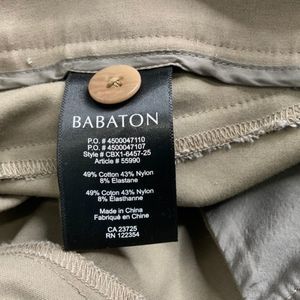 BABATON
P.O. # 4500047110
P.O. # 4500047107
Style # CBX1-6457-25
Article # 55990
49% Cotton 43% Nylon
8% Elastane
49% Cotton 43% Nylon
8% Élasthanne
Made in China
Fabriqué en Chine
CA 23725
RN 122354